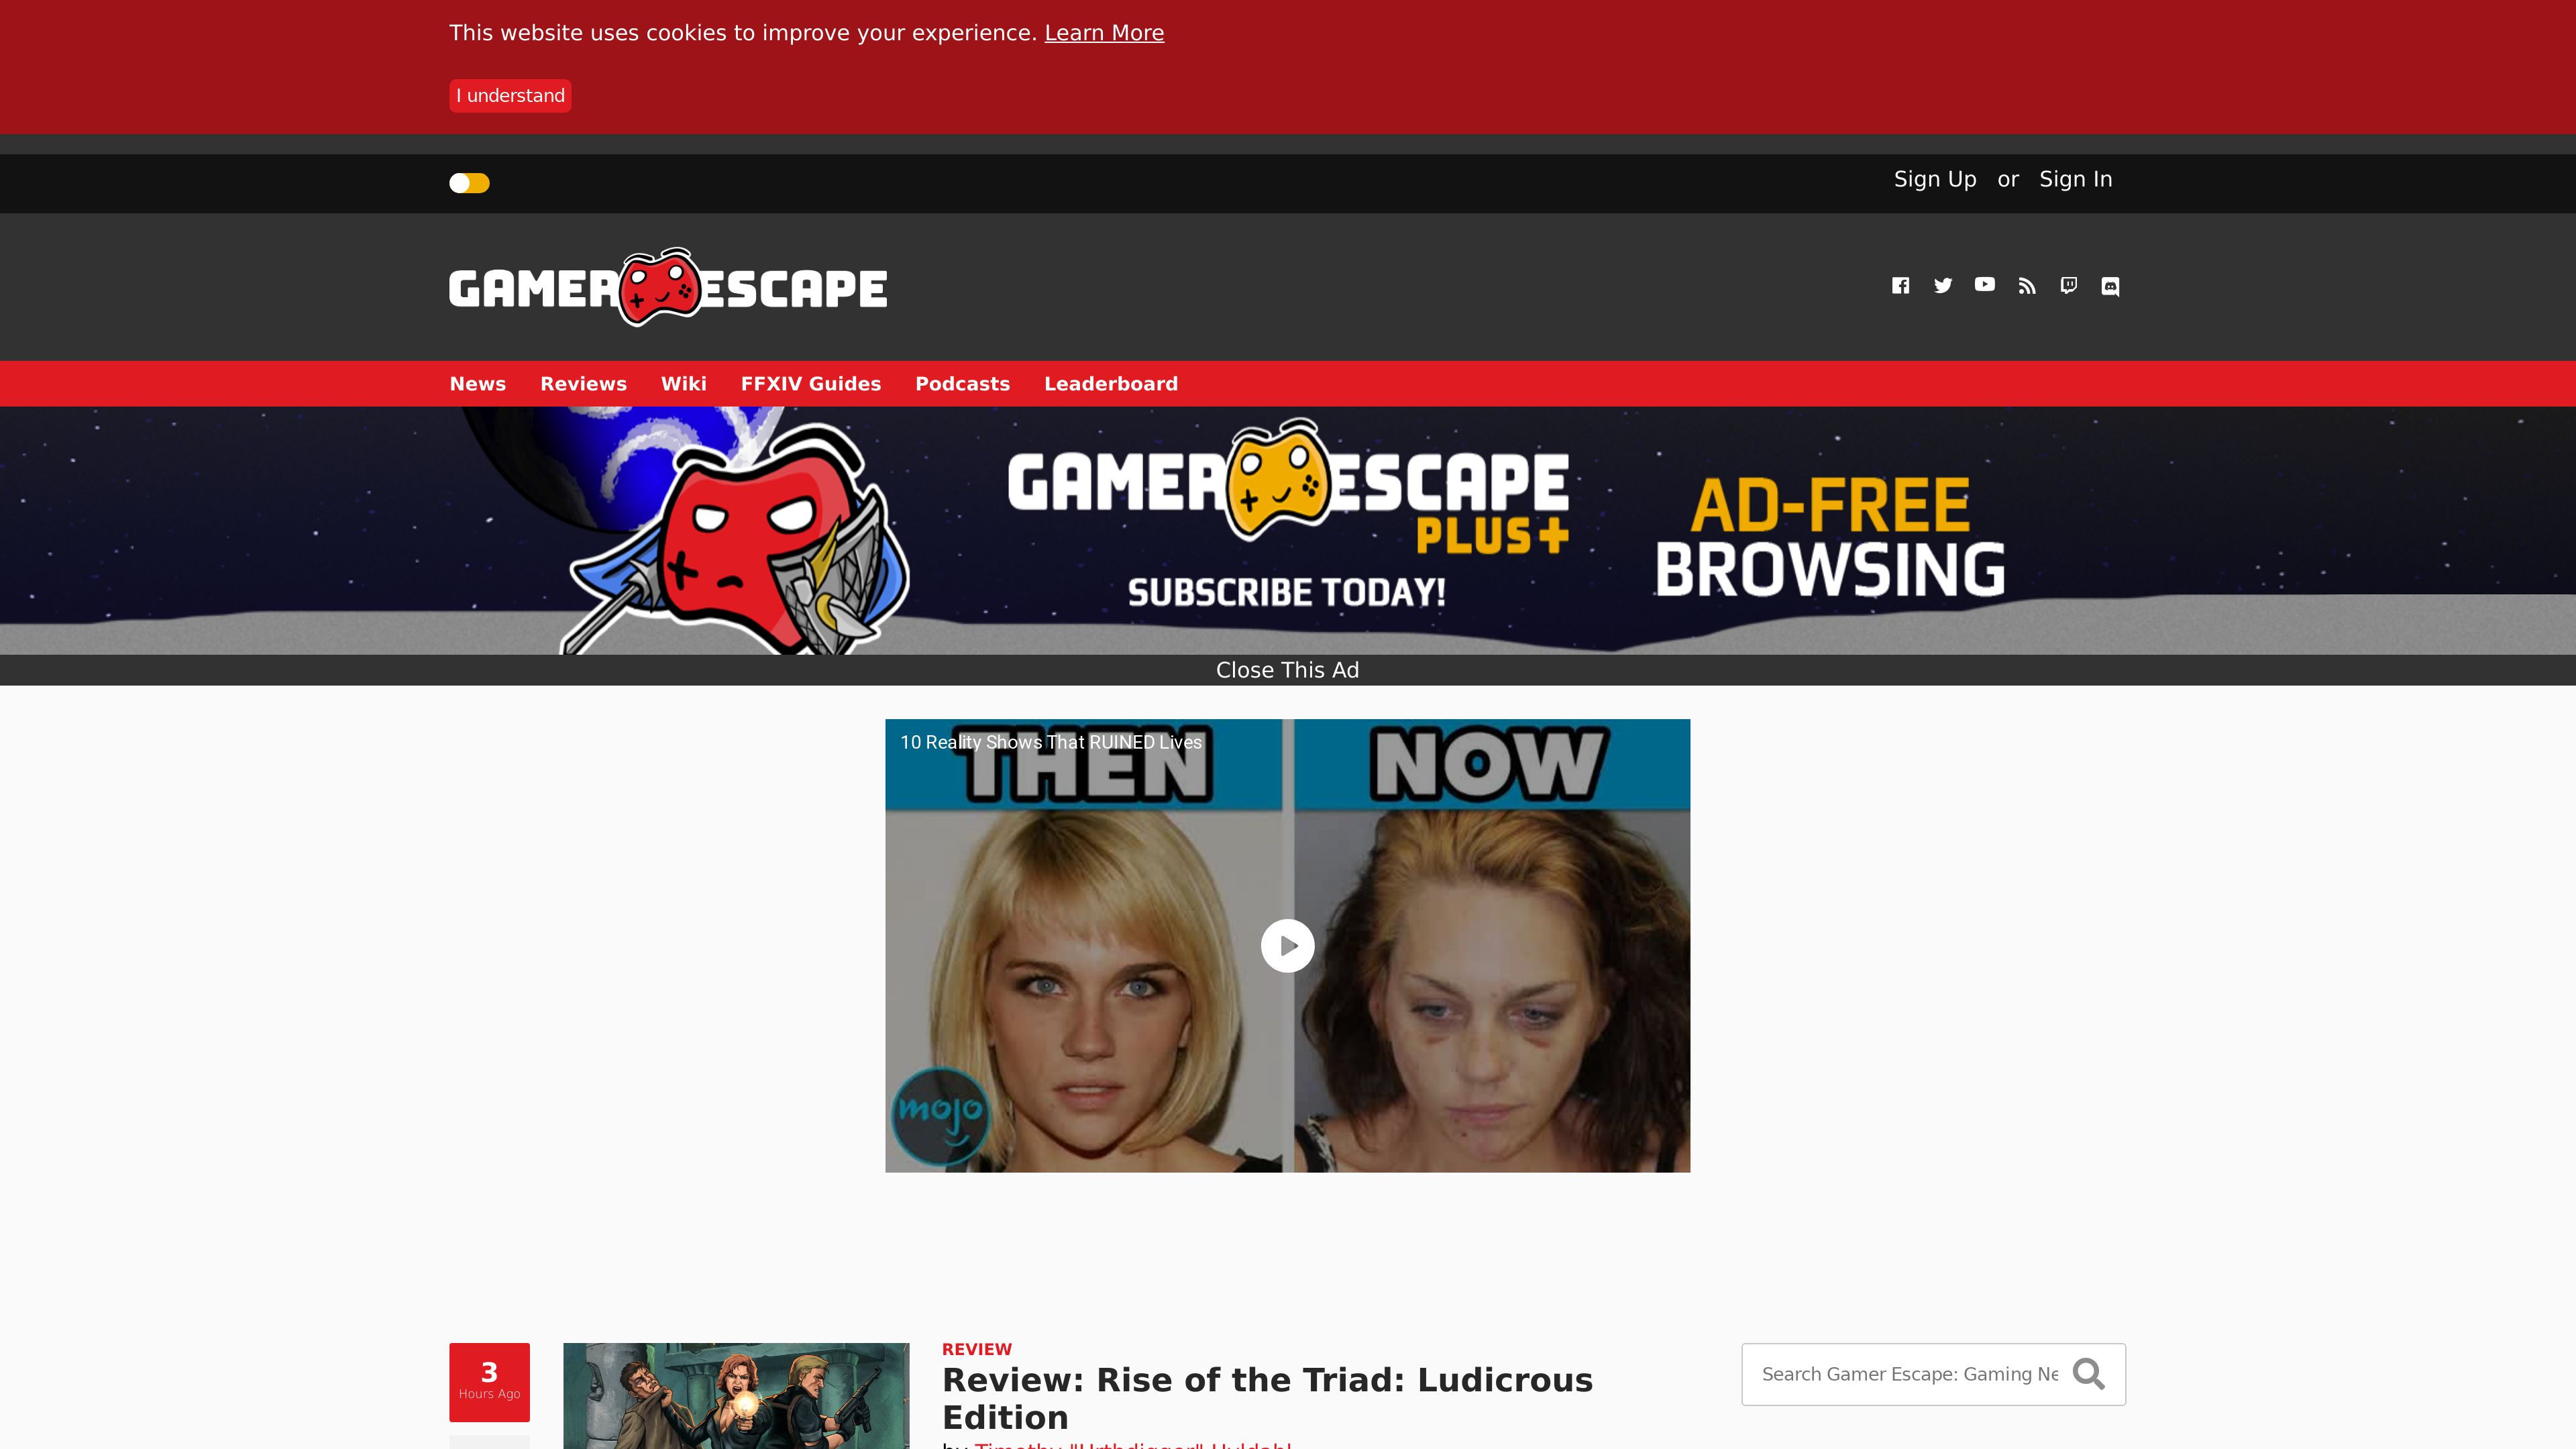 This website uses cookies to improve your experience. Learn More
I understand
Sign Up or Sign In
GAMER ESCAPE
News Reviews Wiki FFXIV Guides Podcasts Leaderboard
GAMER ESCAPE
PLUS+
SUBSCRIBE TODAY!
AD-FREE
BROWSING
Close This Ad
10 Reality Shows That RUINED Lives
THEN NOW
mojo
3
Hours Ago
REVIEW
Review: Rise of the Triad: Ludicrous
Edition
Search Gamer Escape: Gaming Ne
by Timothy "Urthdigger" Huldahl